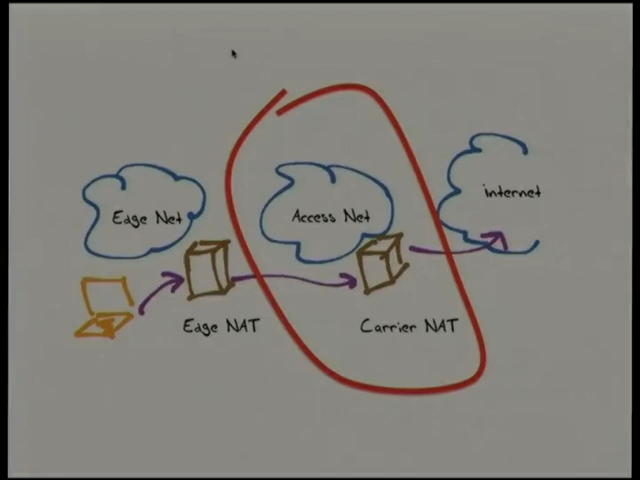 Edge Net
Access Net
internet
Edge NAT
Carrier NAT